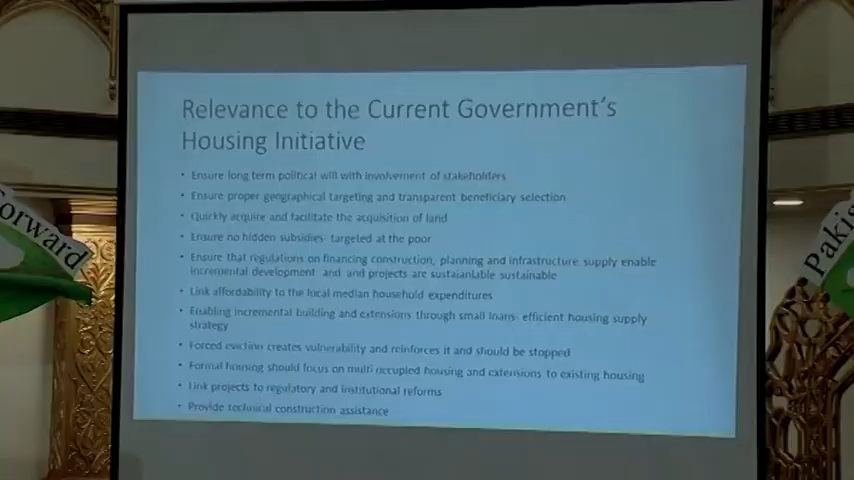 Relevance to the Current Government's
Housing Initiative
• Ensure long term political will with involvement of stakeholders
• Ensure proper geographical targeting and transparent beneficiary selection
• Quickly acquire and facilitate the acquisition of land
• Ensure no hidden subsidies- targeted at the poor
• Ensure that regulations on financing construction, planning and infrastructure supply enable
incremental development and and projects are sustaianlable sustainable
• Link affordability to the local median household expenditures
• Enabling incremental building and extensions through small loans- efficient housing supply
strategy
• Forced eviction creates vulnerability and reinforces it and should be stopped
• Formal housing should focus on multi occupied housing and extensions to existing housing
• Link projects to regulatory and institutional reforms
• Provide technical construction assistance
orward
Pakis